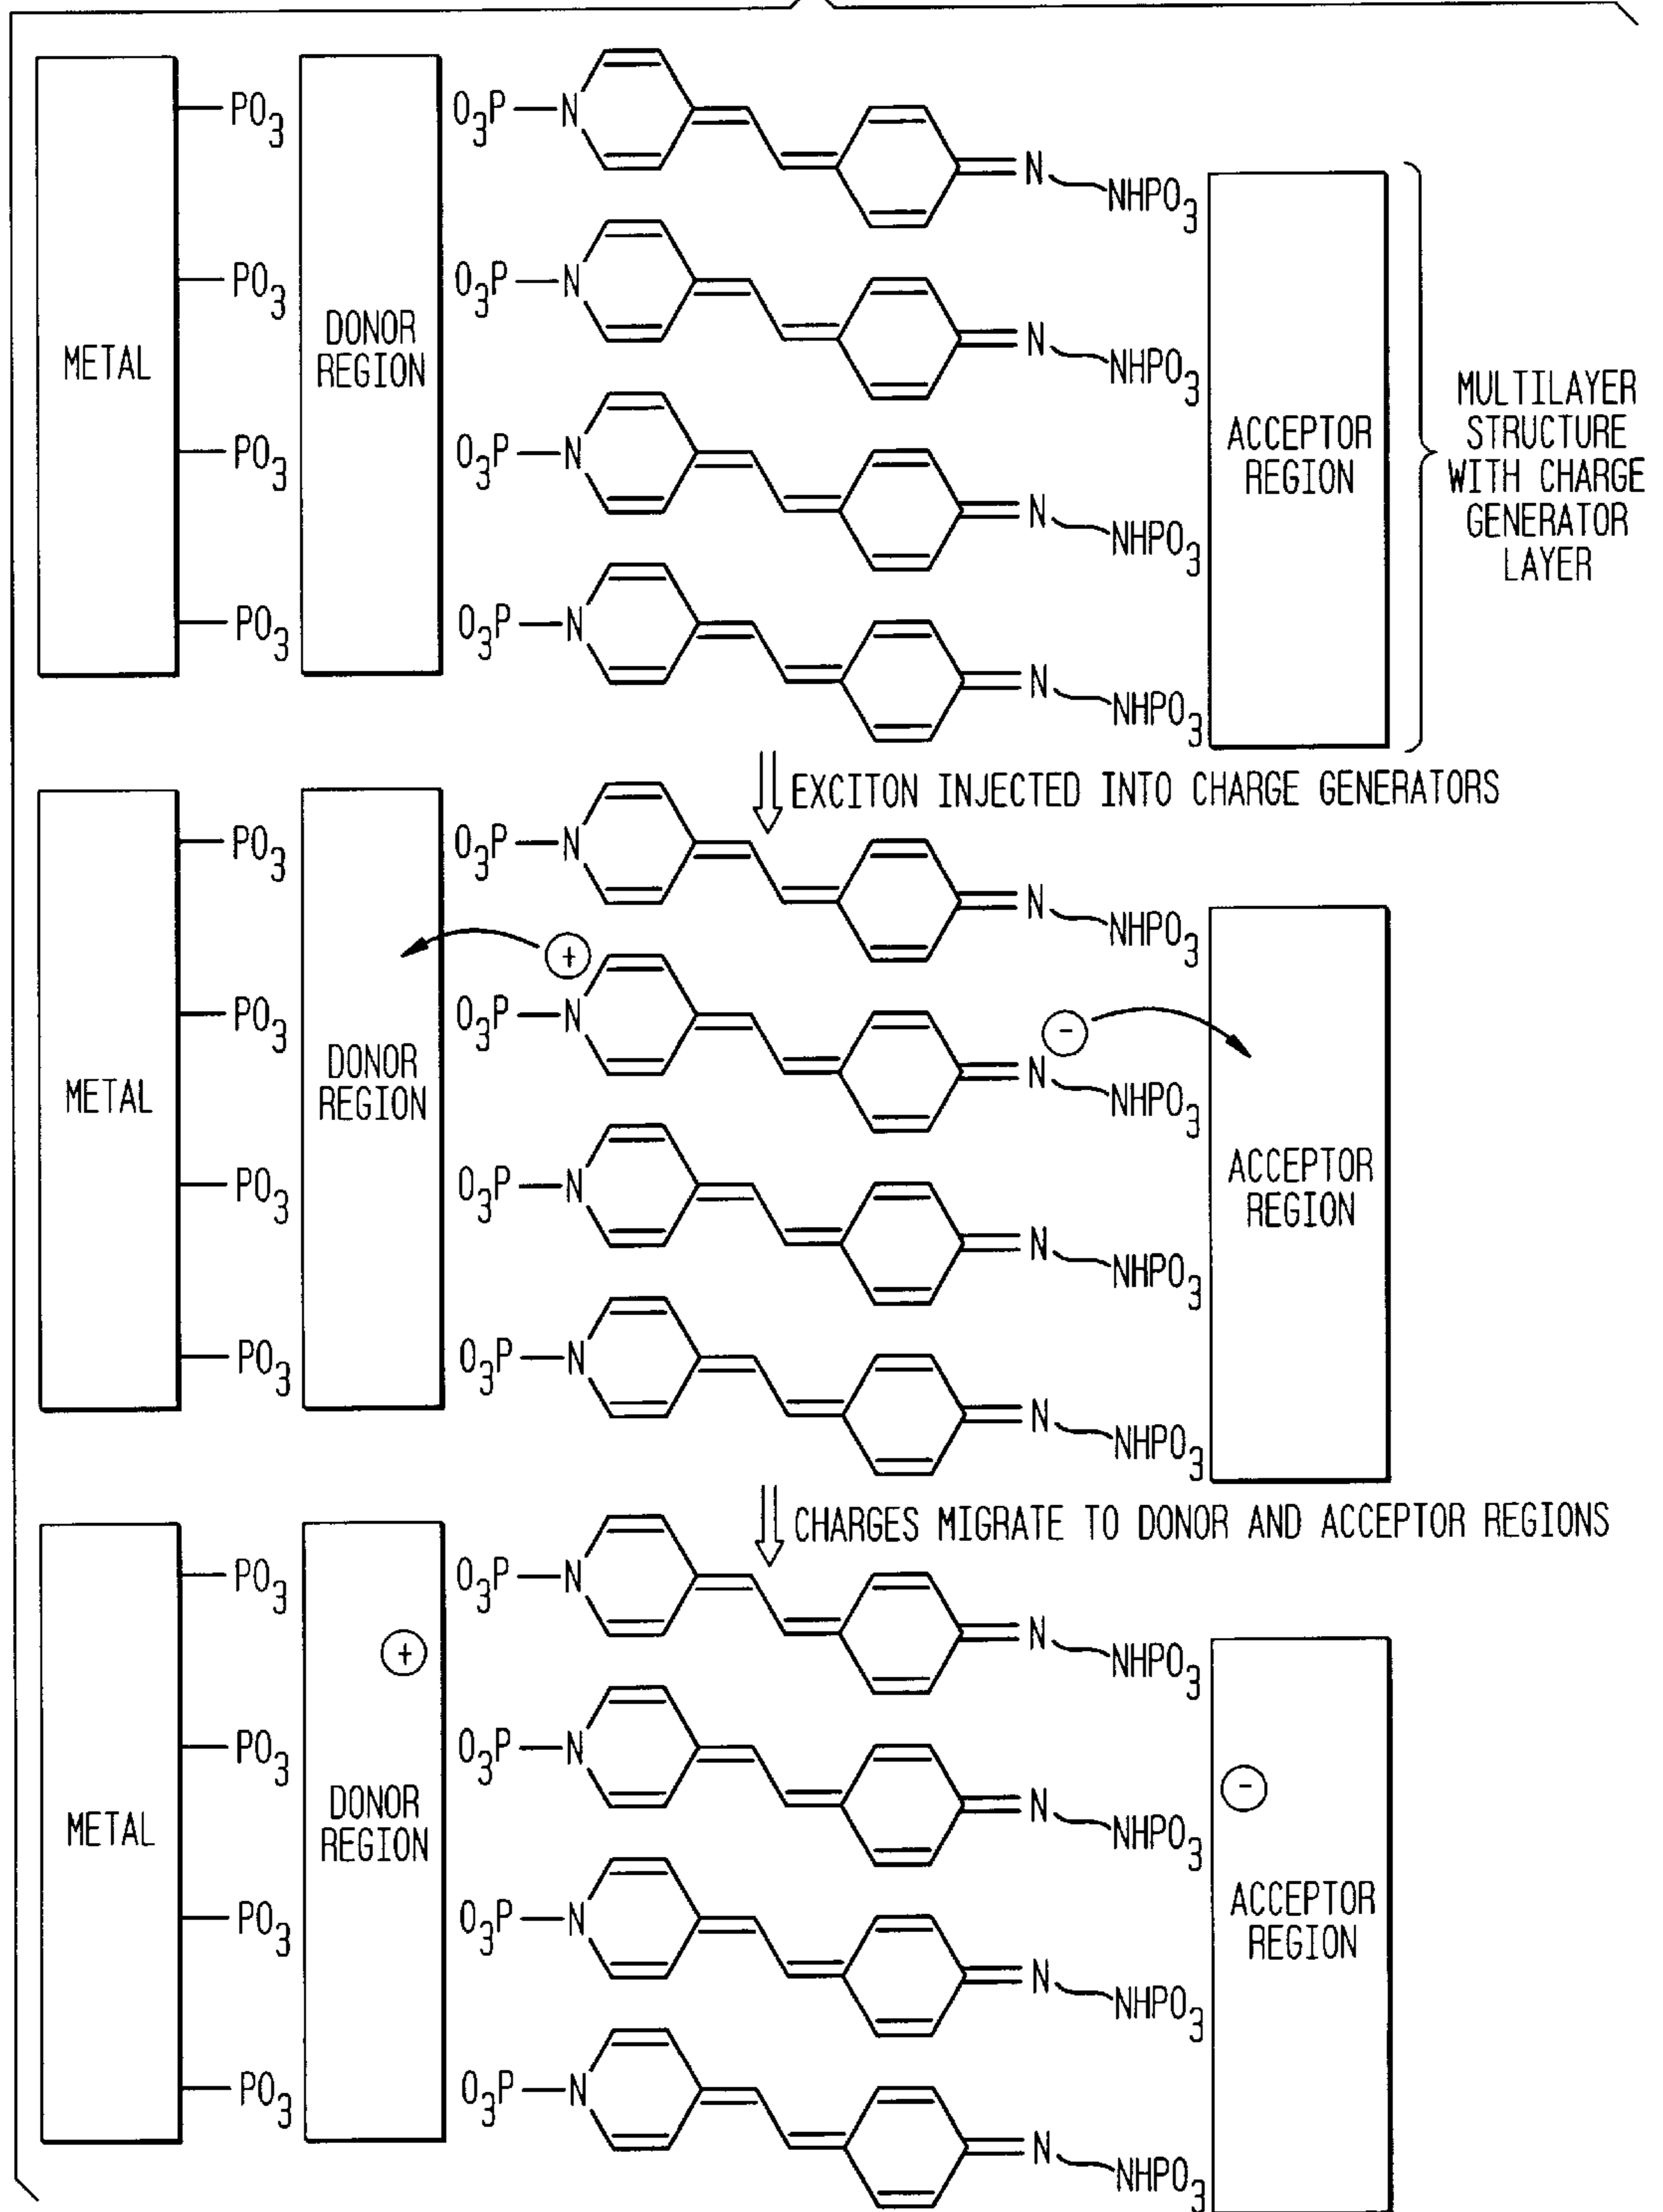 PO3 O3P—N N NHPO3
PO3 O3P—N N NHPO3
METAL
DONOR
REGION
PO3 O3P—N N NHPO3
PO3 O3P—N N NHPO3
ACCEPTOR
REGION
MULTILAYER
STRUCTURE
WITH CHARGE
GENERATOR
LAYER
EXCITON INJECTED INTO CHARGE GENERATORS
PO3 O3P—N N NHPO3
+
PO3 O3P—N N NHPO3
-
METAL
DONOR
REGION
PO3 O3P—N N NHPO3
PO3 O3P—N N NHPO3
ACCEPTOR
REGION
CHARGES MIGRATE TO DONOR AND ACCEPTOR REGIONS
PO3 O3P—N N NHPO3
+
PO3 O3P—N N NHPO3
-
METAL
DONOR
REGION
PO3 O3P—N N NHPO3
PO3 O3P—N N NHPO3
ACCEPTOR
REGION